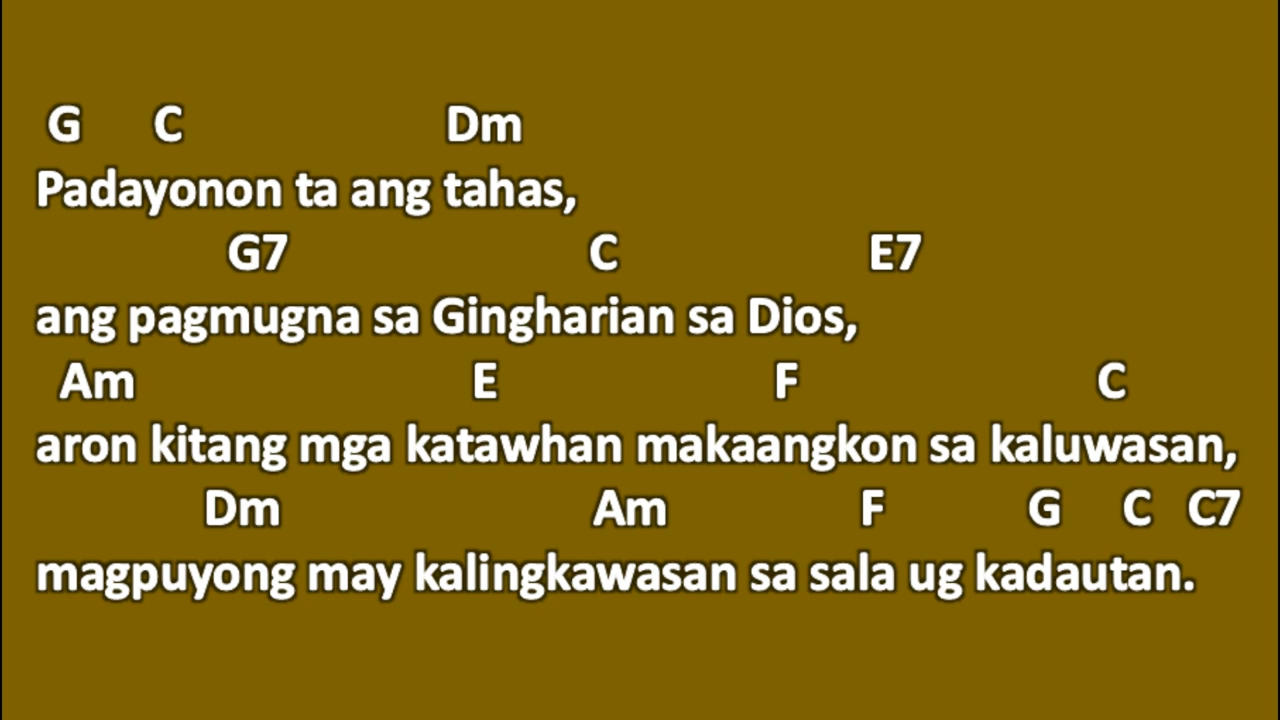 G C Dm
Padayonon ta ang tahas,
G7 C E7
ang pagmugna sa Gingharian sa Dios,
Am E F C
aron kitang mga katawhan makaangkon sa kaluwasan,
Dm Am F G C C7
magpuyong may kalingkawasan sa sala ug kadautan.